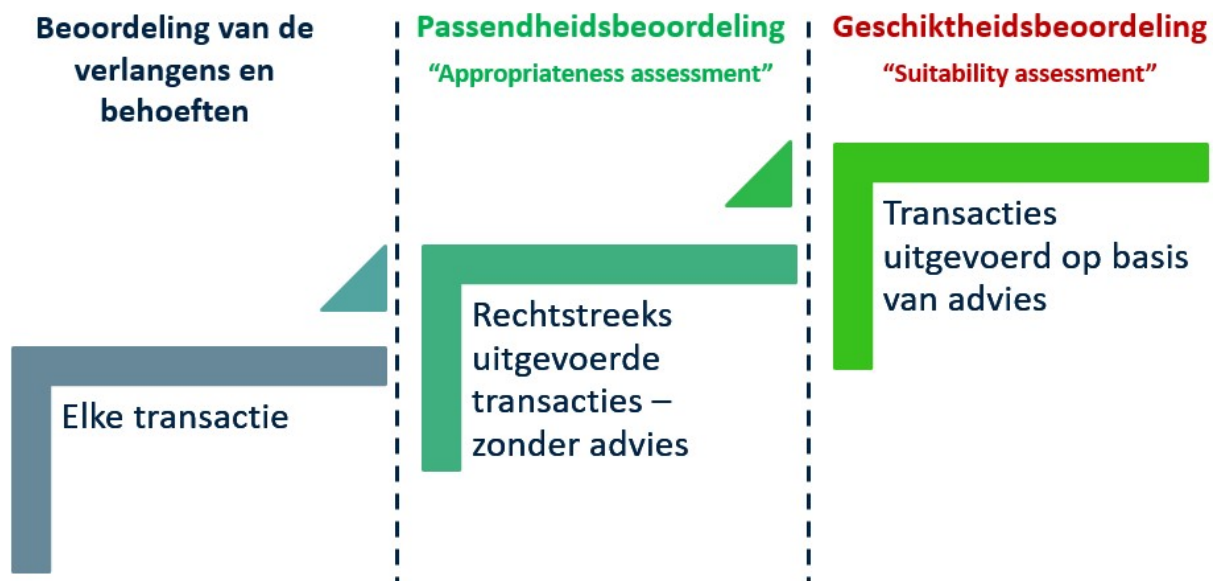 Beoordeling van de
verlangens en
behoeften
Passendheidsbeoordeling
“Appropriateness assessment”
Geschiktheidsbeoordeling
“Suitability assessment”
Elke transactie
Rechtstreeks
uitgevoerde
transacties –
zonder advies
Transacties
uitgevoerd op basis
van advies